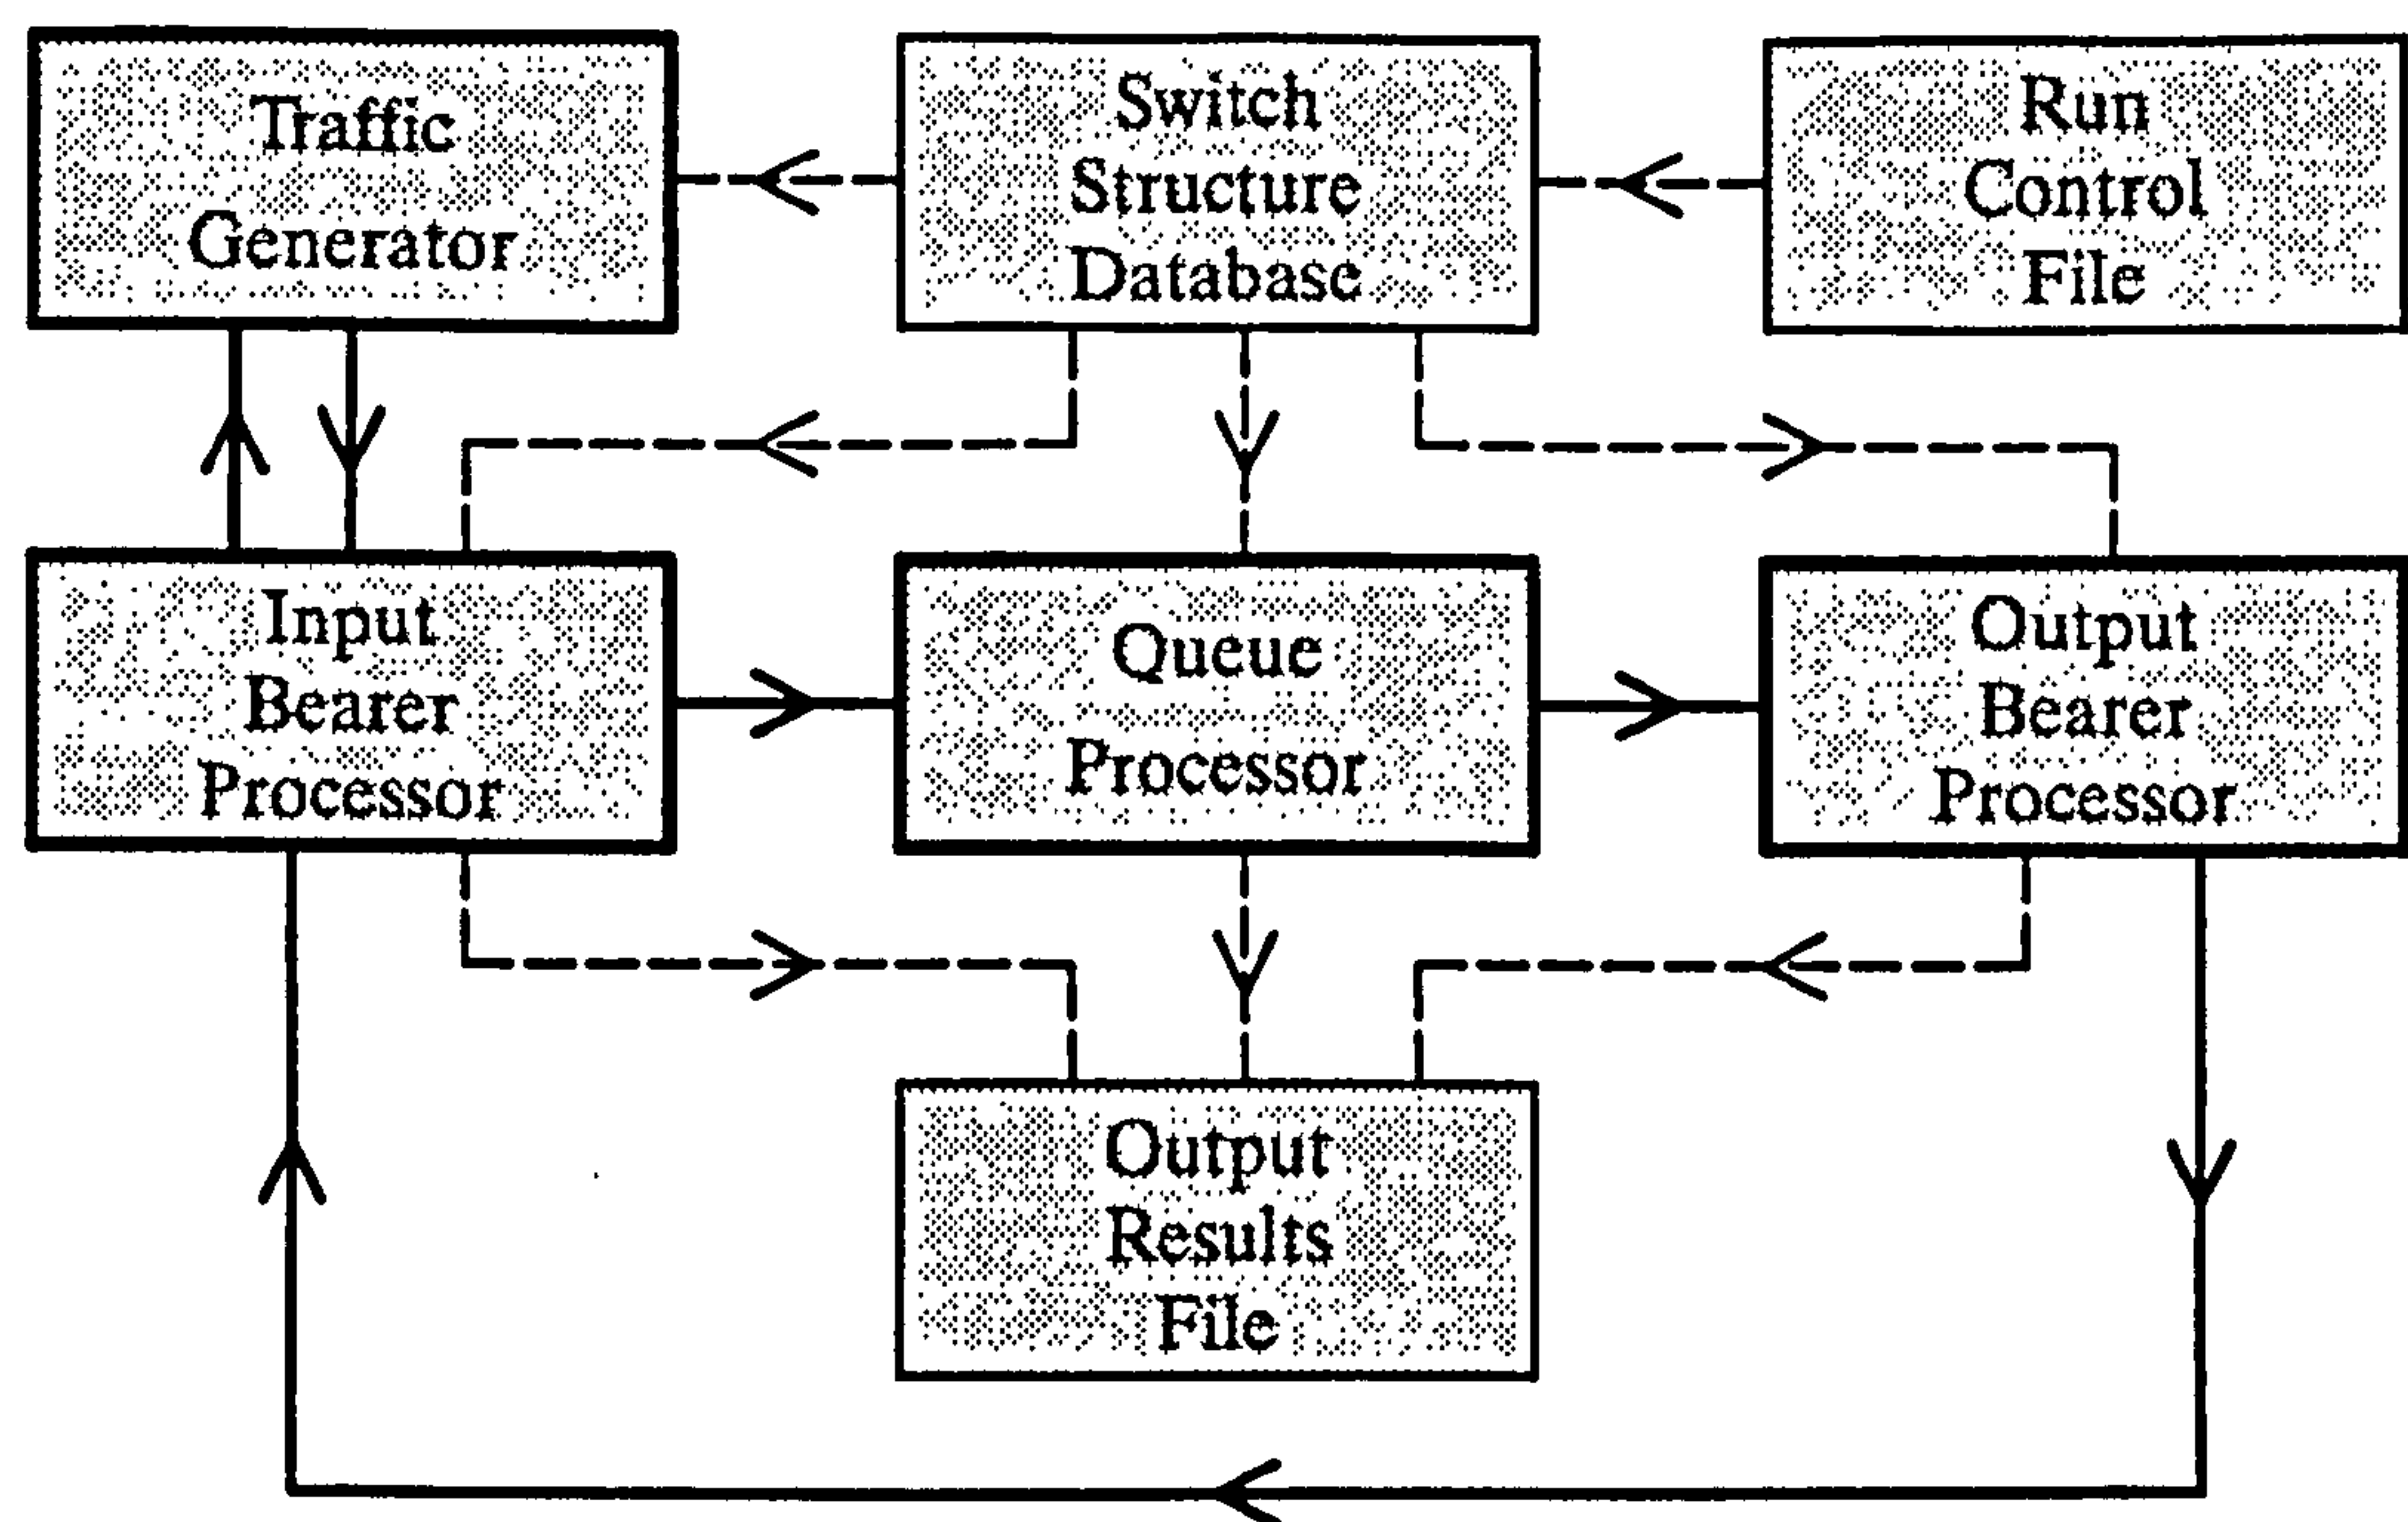 Traffic
Generator
Switch
Structure
Database
Run
Control
File
Input
Bearer
Processor
Queue
Processor
Output
Bearer
Processor
Output
Results
File